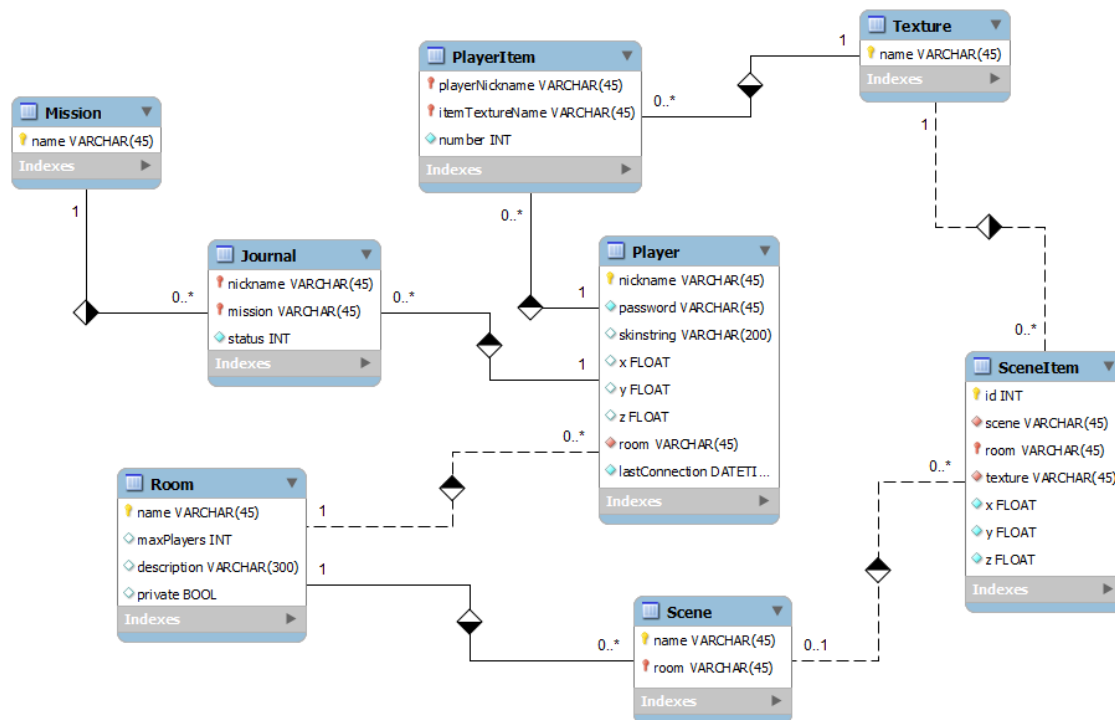 Texture
name VARCHAR(45)
Indexes
1
1
PlayerItem
playerNickname VARCHAR(45)
itemTextureName VARCHAR(45)
number INT
Indexes
0..*
0..*
Mission
name VARCHAR(45)
Indexes
1
Journal
nickname VARCHAR(45)
mission VARCHAR(45)
status INT
Indexes
0..*
0..*
Player
nickname VARCHAR(45)
password VARCHAR(45)
skinstring VARCHAR(200)
x FLOAT
y FLOAT
z FLOAT
room VARCHAR(45)
lastConnection DATETI...
Indexes
1
1
0..*
SceneItem
id INT
scene VARCHAR(45)
room VARCHAR(45)
texture VARCHAR(45)
x FLOAT
y FLOAT
z FLOAT
Indexes
0..*
0..*
Room
name VARCHAR(45)
maxPlayers INT
description VARCHAR(300)
private BOOL
Indexes
1
1
Scene
name VARCHAR(45)
room VARCHAR(45)
Indexes
0..*
0..1